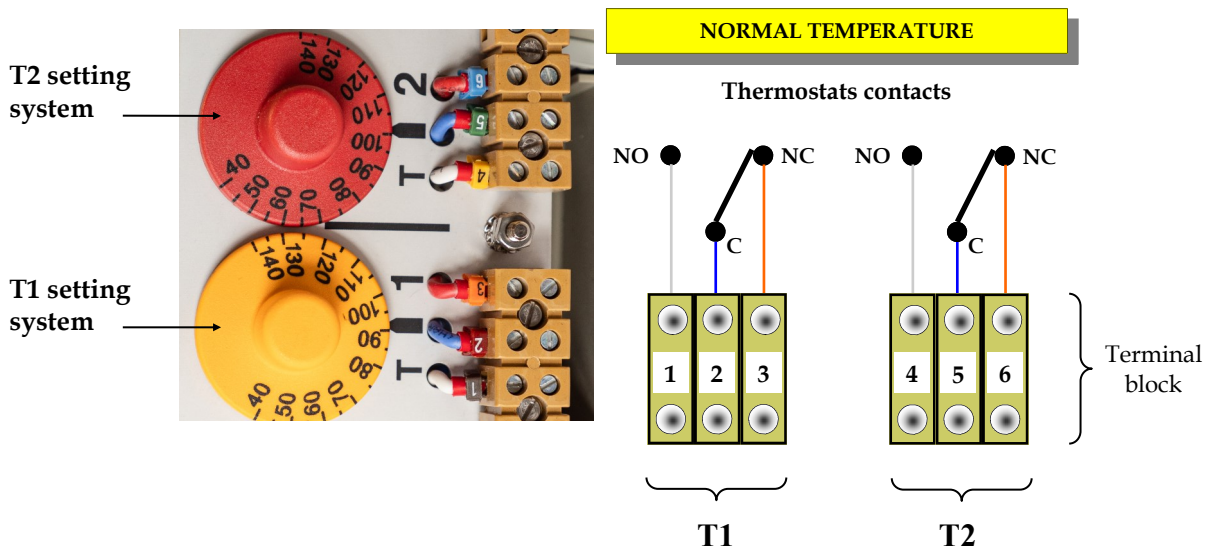 NORMAL TEMPERATURE
T2 setting
system
T1 setting
system
140
130
120
110
100
90
80
70
60
50
40
2
T
6
5
4
140
130
120
110
100
90
80
70
60
50
40
1
T
3
2
1
Thermostats contacts
NO
NC
C
NO
NC
C
1
2
3
4
5
6
Terminal
block
T1
T2